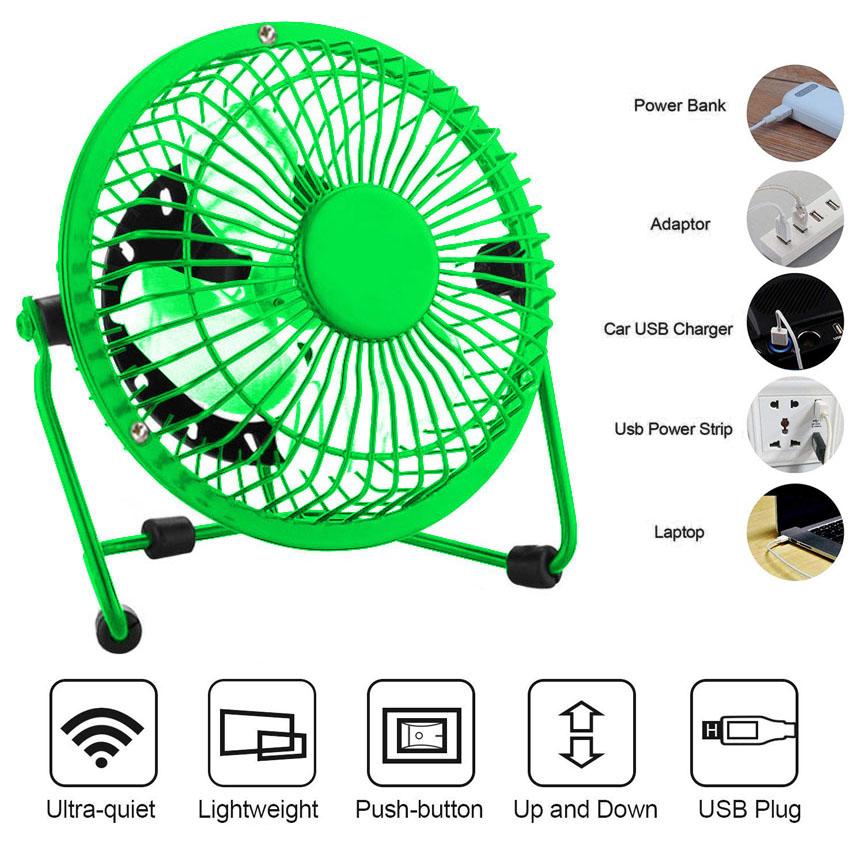 Power Bank
Adaptor
Car USB Charger
Usb Power Strip
Laptop
Ultra-quiet
Lightweight
Push-button
Up and Down
USB Plug